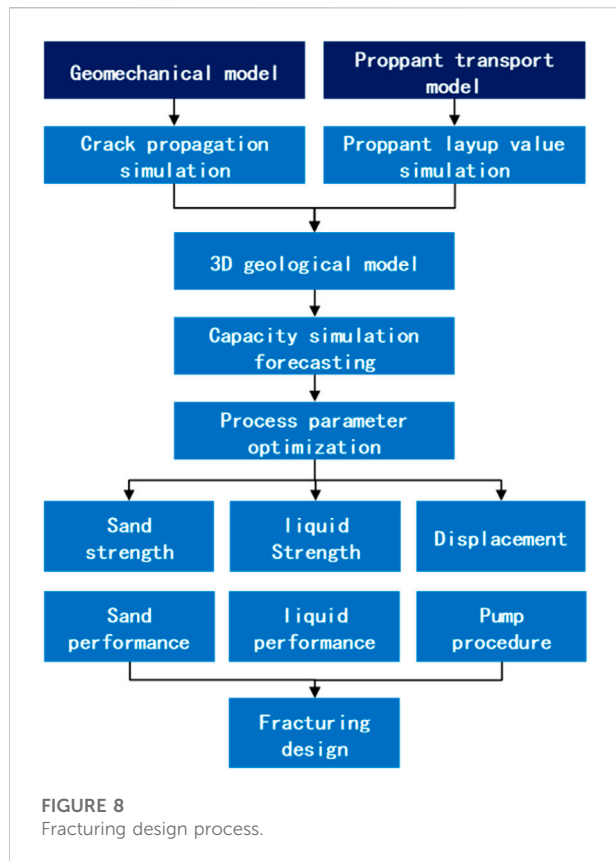 Geomechanical model
Proppant transport
model
Crack propagation
simulation
Proppant layup value
simulation
3D geological model
Capacity simulation
forecasting
Process parameter
optimization
Sand
strength
liquid
Strength
Displacement
Sand
performance
liquid
performance
Pump
procedure
Fracturing
design
FIGURE 8
Fracturing design process.